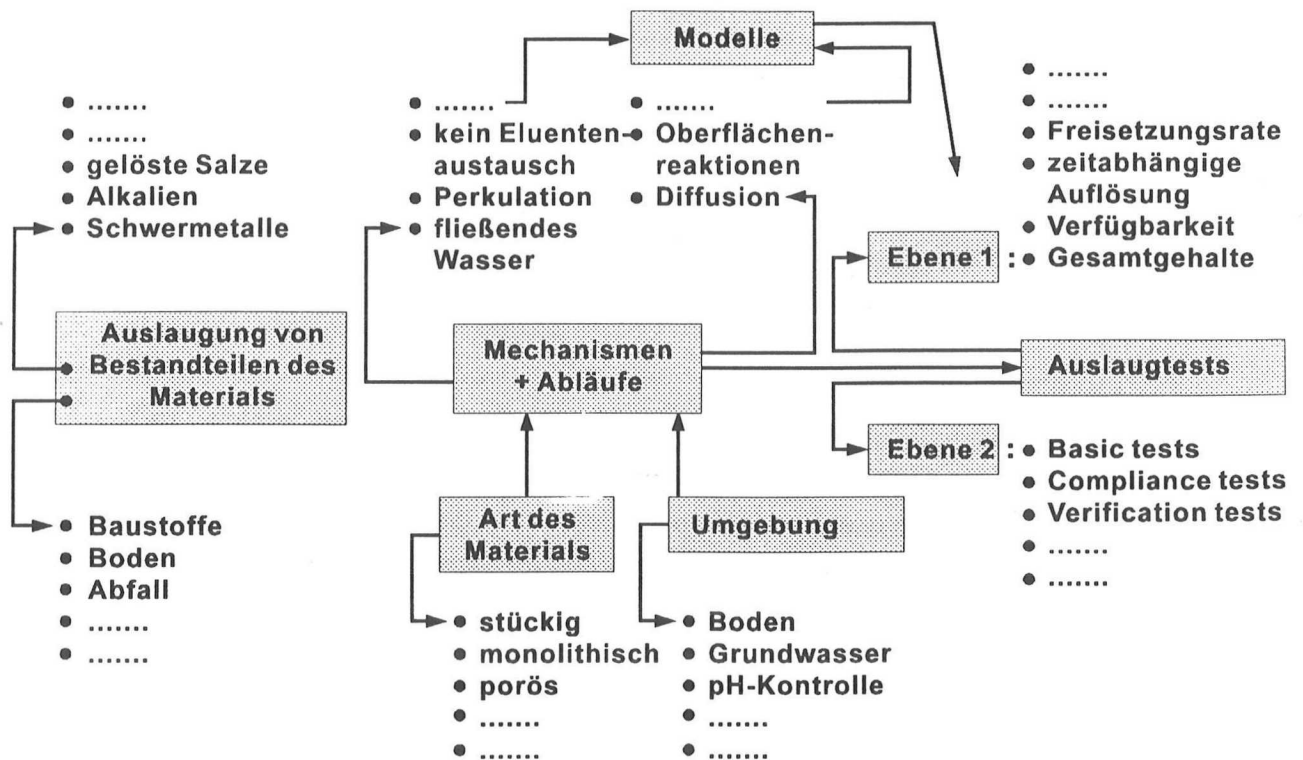 Modelle
• .......
• .......
• gelöste Salze
• Alkalien
• Schwermetalle
• .......
• kein Eluenten-
austausch
• Perkulation
• fließendes
Wasser
• .......
• Oberflächen-
reaktionen
• Diffusion
• .......
• .......
• Freisetzungsrate
• zeitabhängige
Auflösung
• Verfügbarkeit
Ebene 1 : • Gesamtgehalte
Auslaugung von
• Bestandteilen des
• Materials
Mechanismen
+ Abläufe
Auslaugtests
Ebene 2 : • Basic tests
• Compliance tests
• Verification tests
• .......
• .......
• Baustoffe
• Boden
• Abfall
• .......
• .......
Art des
Materials
Umgebung
• stückig
• monolithisch
• porös
• .......
• .......
• Boden
• Grundwasser
• pH-Kontrolle
• .......
• .......